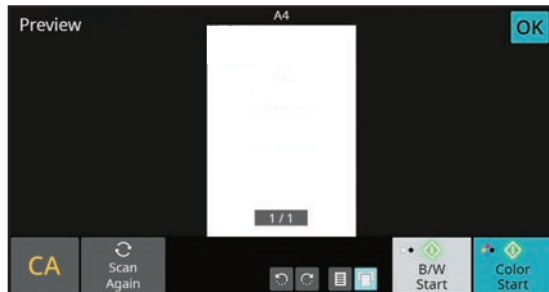 Preview
A4
OK
1 / 1
CA
Scan
Again
B/W
Start
Color
Start